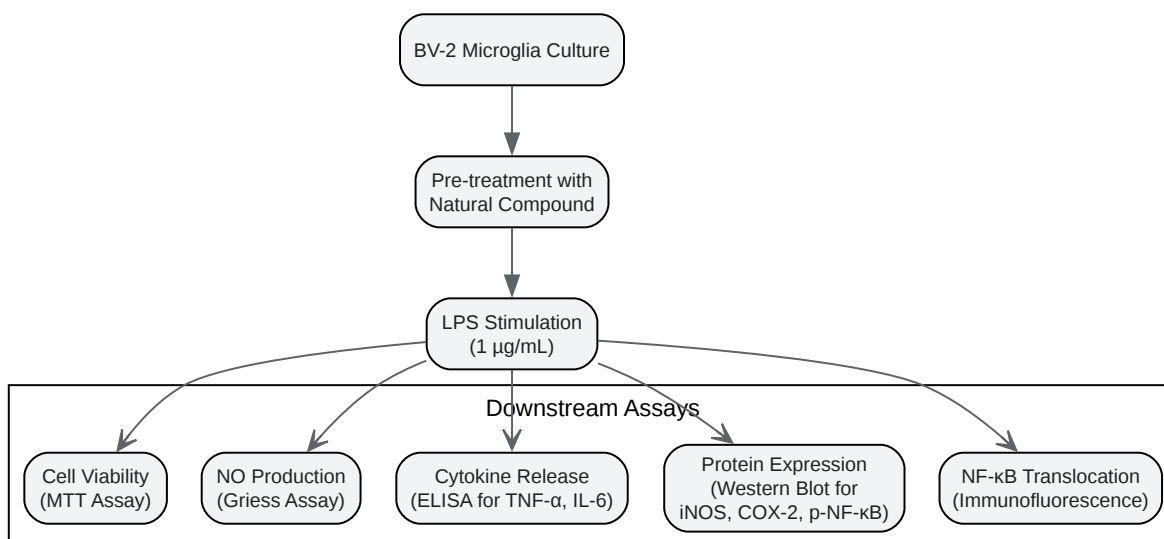 BV-2 Microglia Culture
Pre-treatment with
Natural Compound
LPS Stimulation
(1 µg/mL)
Downstream Assays
Cell Viability
(MTT Assay)
NO Production
(Griess Assay)
Cytokine Release
(ELISA for TNF-α, IL-6)
Protein Expression
(Western Blot for
iNOS, COX-2, p-NF-κB)
NF-κB Translocation
(Immunofluorescence)